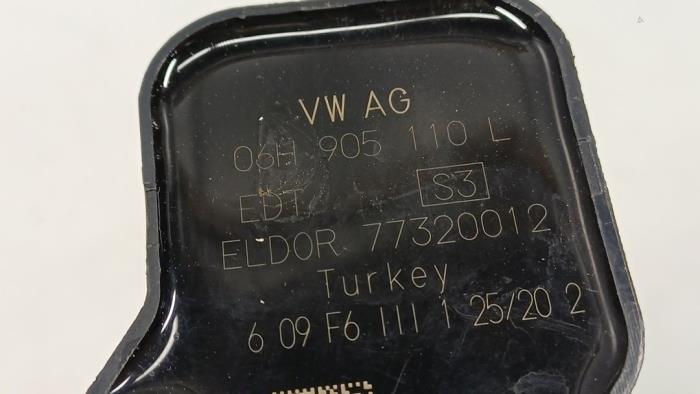 VW AG
06H 905 110 L
EDT S3
ELDOR 77320012
Turkey
6 09 F6 III 1 25/20 2